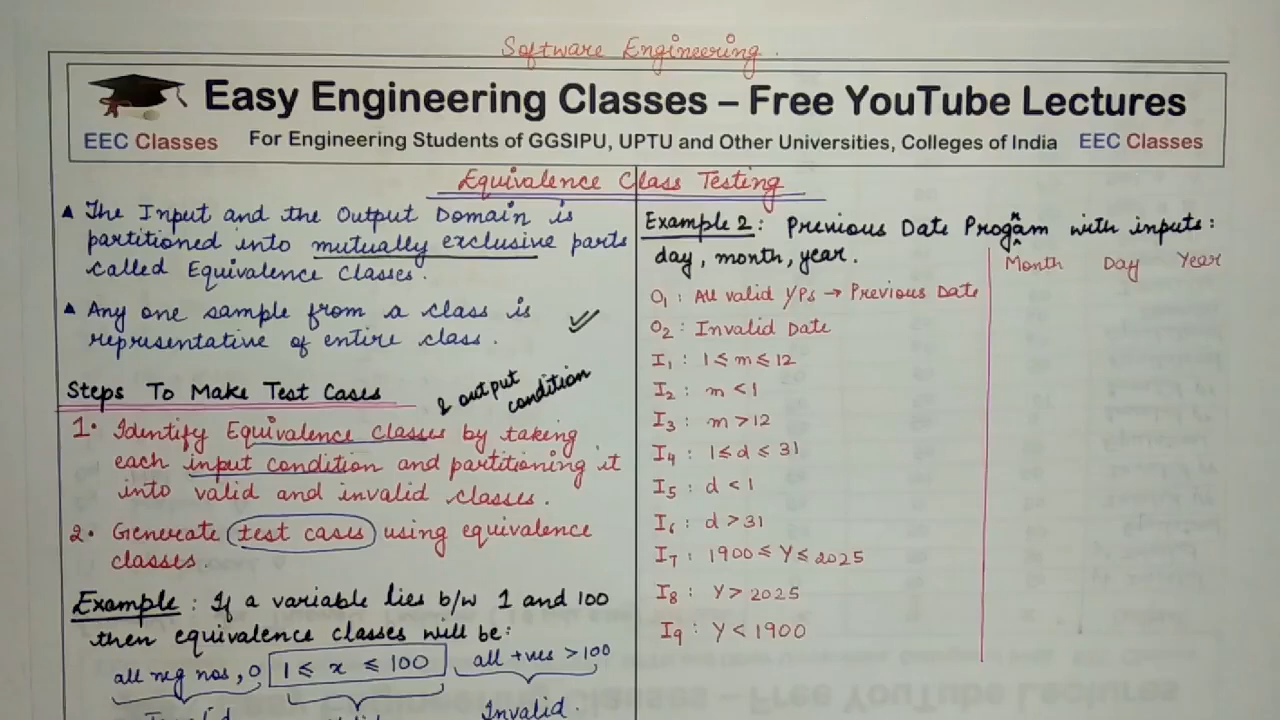 Software Engineering.
Easy Engineering Classes – Free YouTube Lectures
EEC Classes For Engineering Students of GGSIPU, UPTU and Other Universities, Colleges of India EEC Classes
Equivalence Class Testing
▲ The Input and the Output Domain is
partitioned into mutually exclusive parts
called Equivalence Classes.
▲ Any one sample from a class is
representative of entire class.
Steps To Make Test Cases
& output
condition
1. Identify Equivalence classes by taking
each input condition and partitioning it
into valid and invalid classes.
2. Generate test cases using equivalence
classes.
Example : If a variable lies b/w 1 and 100
then equivalence classes will be:
all neg nos, 0 1 ≤ x ≤ 100 all +ves > 100
Invalid.
Example 2 : Previous Date Program with inputs :
day, month, year.
Month Day Year
O1 : All valid I/Ps → Previous Date
O2 : Invalid Date
I1 : 1 ≤ m ≤ 12
I2 : m < 1
I3 : m > 12
I4 : 1 ≤ d ≤ 31
I5 : d < 1
I6 : d > 31
I7 : 1900 ≤ Y ≤ 2025
I8 : Y > 2025
I9 : Y < 1900